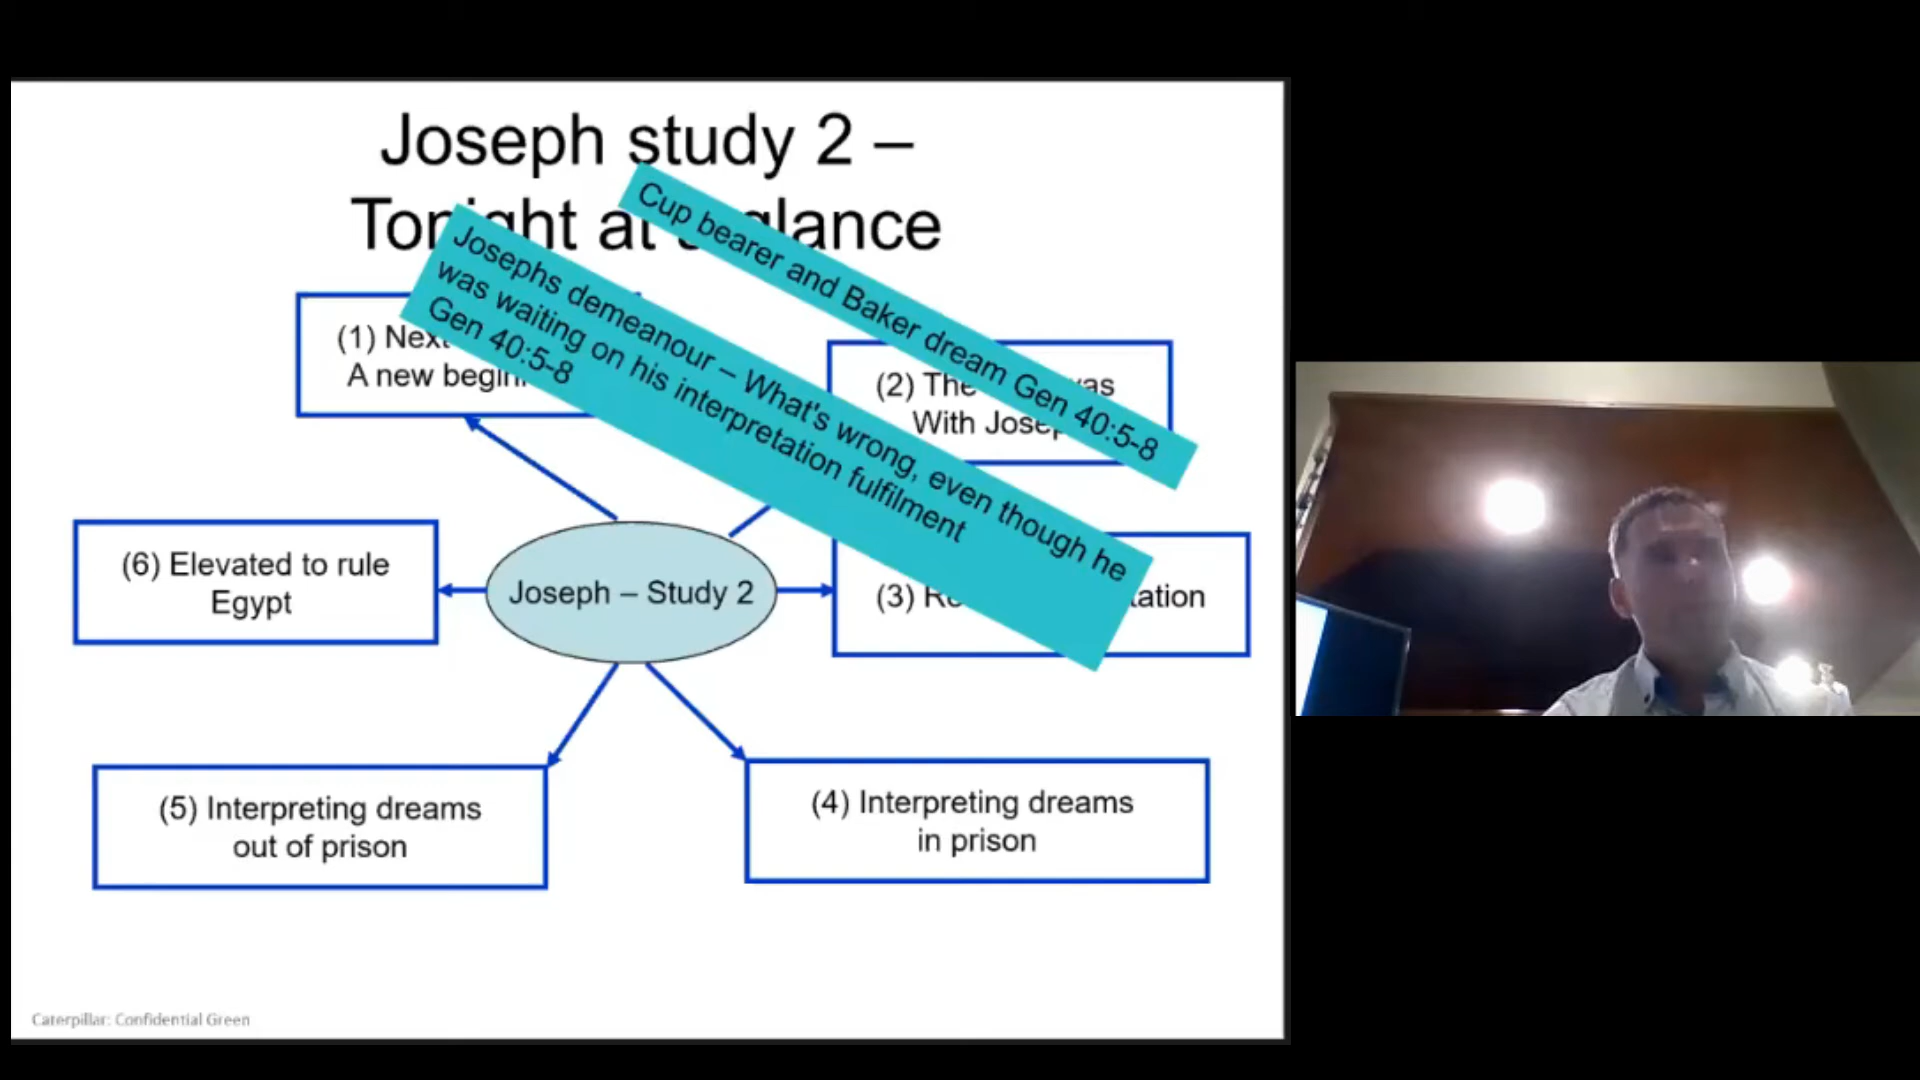 Joseph study 2 –
Tonight at a glance
Cup bearer and Baker dream Gen 40:5-8
Josephs demeanour – What's wrong, even though he
was waiting on his interpretation fulfilment
Gen 40:5-8
(1) Next
A new
(2) The was
With Joseph
(3)
(6) Elevated to rule
Egypt
Joseph – Study 2
(5) Interpreting dreams
out of prison
(4) Interpreting dreams
in prison
Caterpillar: Confidential Green